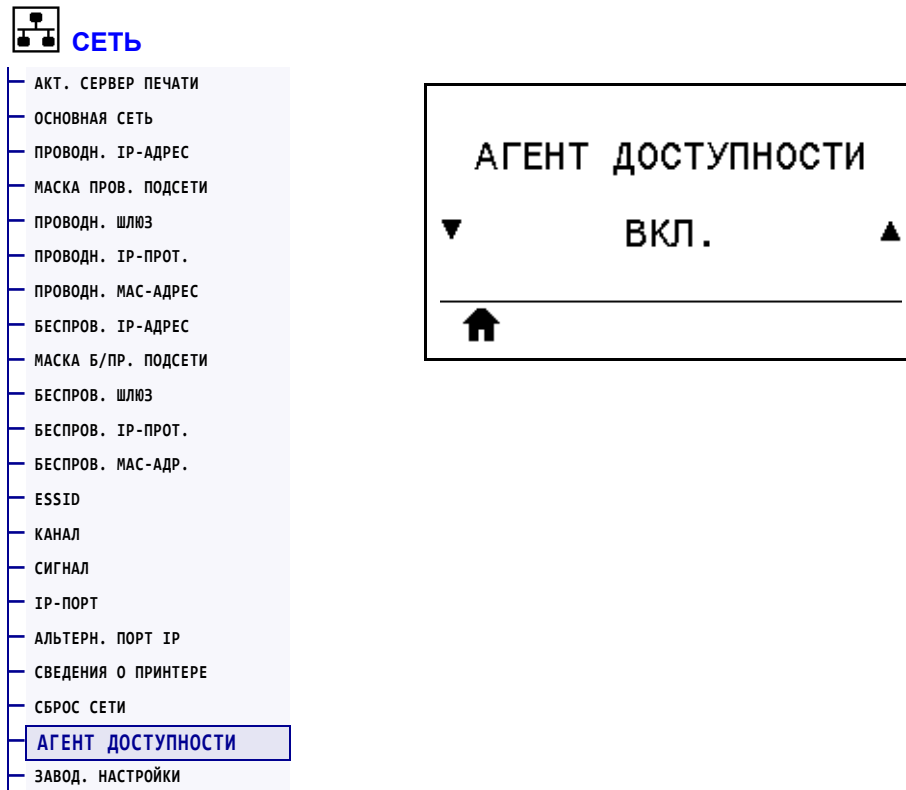 СЕТЬ
АКТ. СЕРВЕР ПЕЧАТИ
ОСНОВНАЯ СЕТЬ
ПРОВОДН. IP-АДРЕС
МАСКА ПРОВ. ПОДСЕТИ
ПРОВОДН. ШЛЮЗ
ПРОВОДН. IP-ПРОТ.
ПРОВОДН. MAC-АДРЕС
БЕСПРОВ. IP-АДРЕС
МАСКА Б/ПР. ПОДСЕТИ
БЕСПРОВ. ШЛЮЗ
БЕСПРОВ. IP-ПРОТ.
БЕСПРОВ. MAC-АДР.
ESSID
КАНАЛ
СИГНАЛ
IP-ПОРТ
АЛЬТЕРН. ПОРТ IP
СВЕДЕНИЯ О ПРИНТЕРЕ
СБРОС СЕТИ
АГЕНТ ДОСТУПНОСТИ
ЗАВОД. НАСТРОЙКИ
АГЕНТ ДОСТУПНОСТИ
ВКЛ.